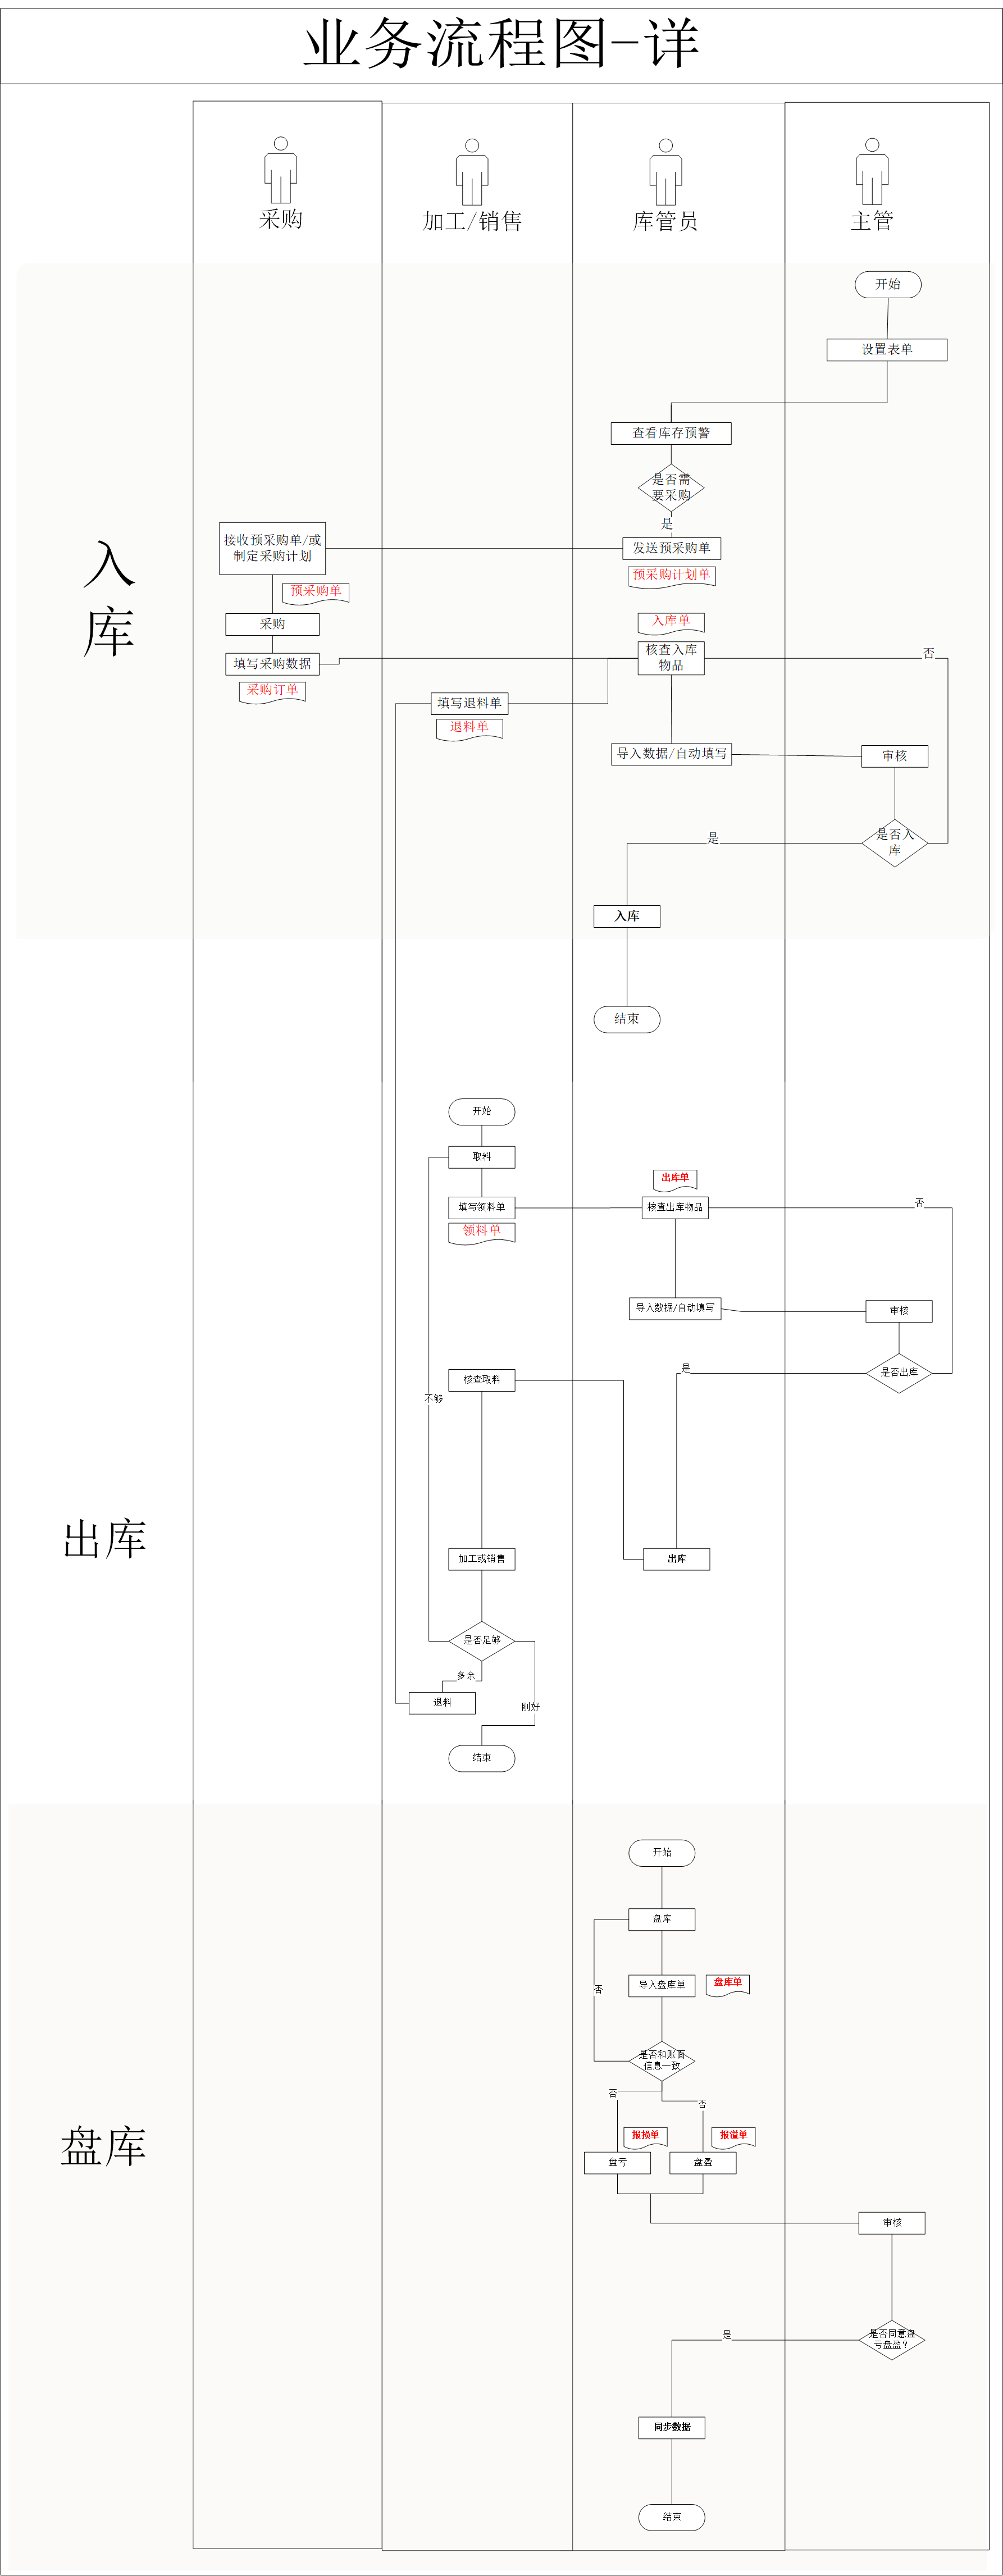 业务流程图-详
采购
加工/销售
库管员
主管
入
库
开始
设置表单
查看库存预警
是否需
要采购
是
接收预采购单/或
制定采购计划
发送预采购单
预采购单
预采购计划单
采购
入库单
填写采购数据
核查入库
物品
否
采购订单
填写退料单
退料单
导入数据/自动填写
审核
是否入
库
是
入库
结束
出库
开始
取料
出库单
填写领料单
核查出库物品
否
领料单
导入数据/自动填写
审核
是
是否出库
核查取料
不够
加工或销售
出库
是否足够
多余
退料
刚好
结束
盘库
开始
盘库
导入盘库单
盘库单
否
是否和账面
信息一致
否
否
报损单
报溢单
盘亏
盘盈
审核
是否同意盘
亏盘盈？
是
同步数据
结束